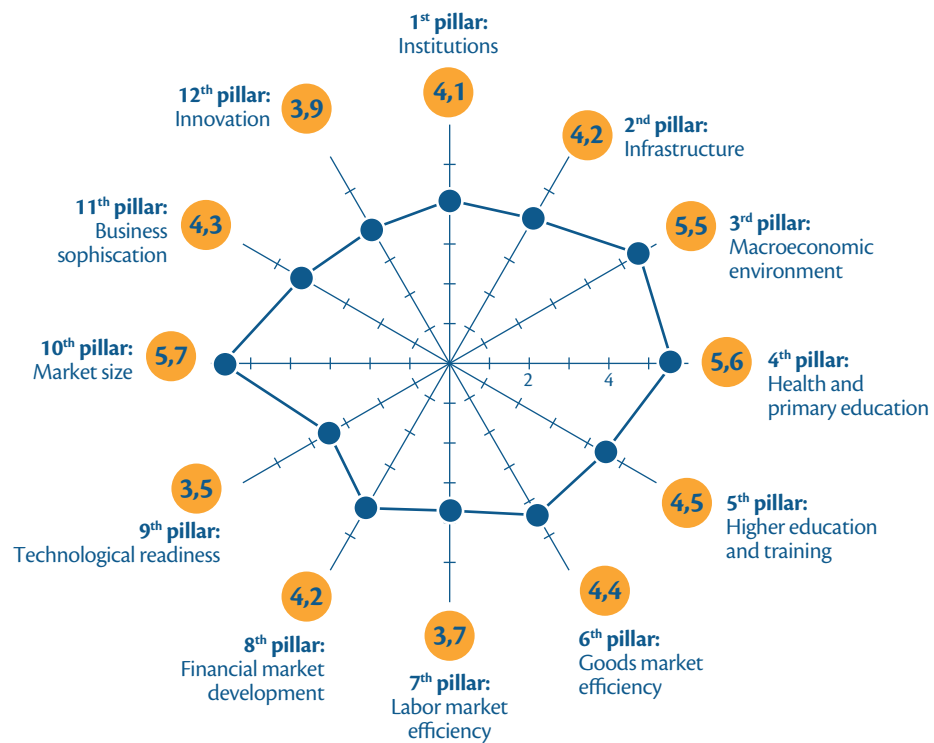 1st pillar:
Institutions
4,1
2nd pillar:
Infrastructure
4,2
3rd pillar:
Macroeconomic
environment
5,5
4th pillar:
Health and
primary education
5,6
5th pillar:
Higher education
and training
4,5
6th pillar:
Goods market
efficiency
4,4
7th pillar:
Labor market
efficiency
3,7
8th pillar:
Financial market
development
4,2
9th pillar:
Technological readiness
3,5
10th pillar:
Market size
5,7
11th pillar:
Business
sophiscation
4,3
12th pillar:
Innovation
3,9
2
4